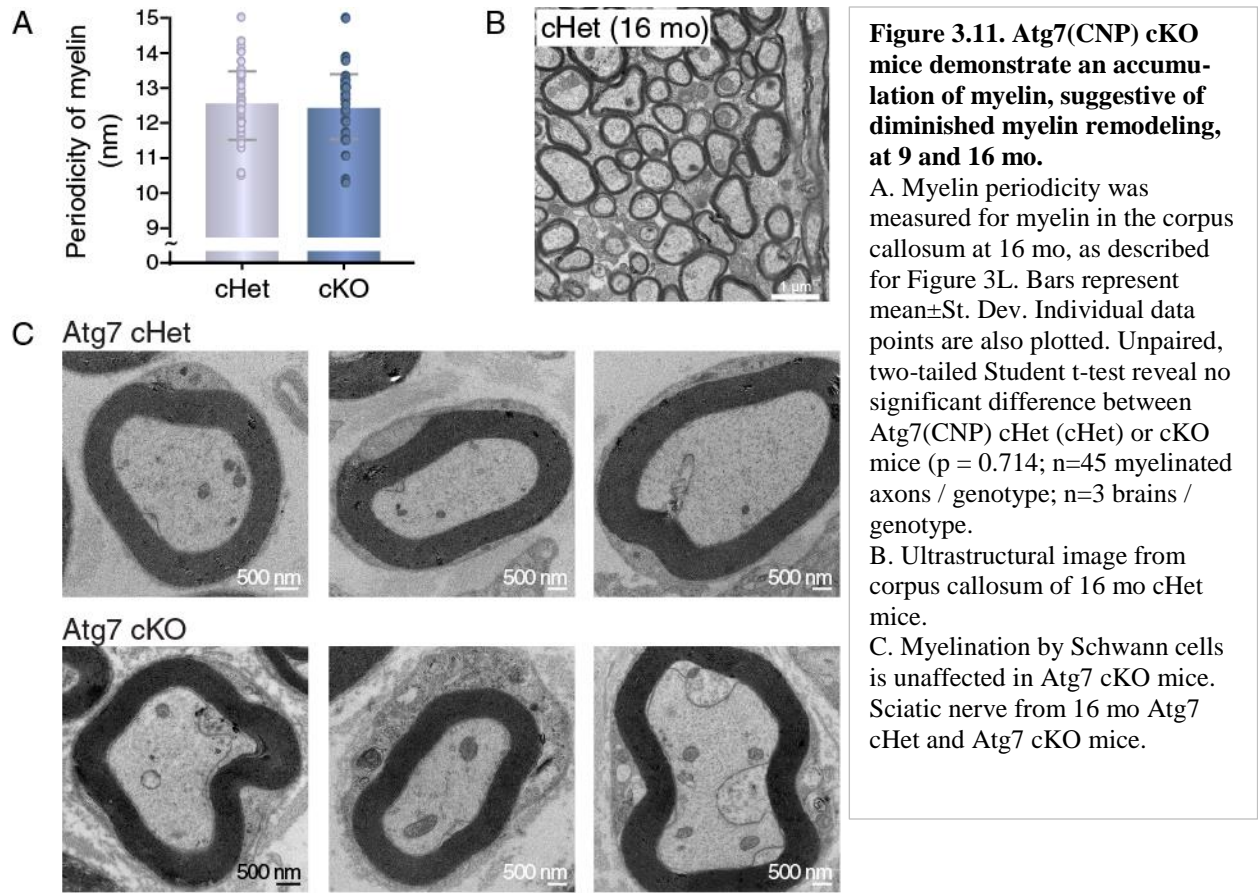 A
Periodicity of myelin
(nm)
15
14
13
12
11
10
9
~
0
cHet
cKO
B
cHet (16 mo)
1 µm
C
Atg7 cHet
500 nm
500 nm
500 nm
Atg7 cKO
500 nm
500 nm
500 nm
Figure 3.11. Atg7(CNP) cKO
mice demonstrate an accumu-
lation of myelin, suggestive of
diminished myelin remodeling,
at 9 and 16 mo.
A. Myelin periodicity was
measured for myelin in the corpus
callosum at 16 mo, as described
for Figure 3L. Bars represent
mean±St. Dev. Individual data
points are also plotted. Unpaired,
two-tailed Student t-test reveal no
significant difference between
Atg7(CNP) cHet (cHet) or cKO
mice (p = 0.714; n=45 myelinated
axons / genotype; n=3 brains /
genotype.
B. Ultrastructural image from
corpus callosum of 16 mo cHet
mice.
C. Myelination by Schwann cells
is unaffected in Atg7 cKO mice.
Sciatic nerve from 16 mo Atg7
cHet and Atg7 cKO mice.